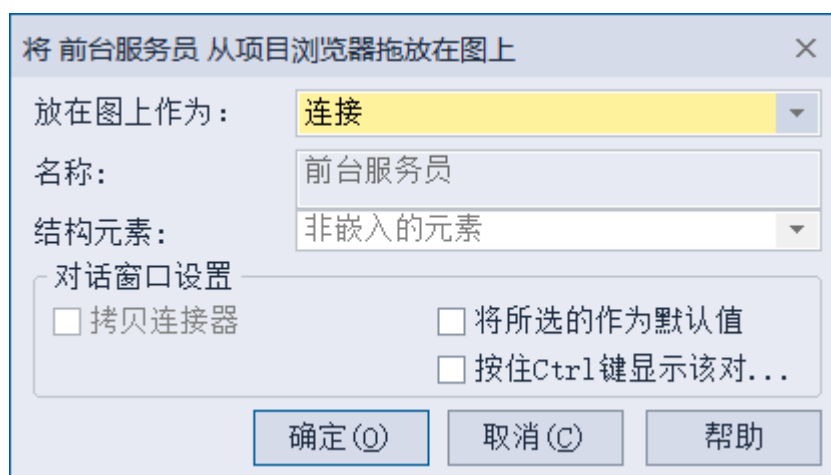 将 前台服务员 从项目浏览器拖放在图上
放在图上作为: 连接
名称: 前台服务员
结构元素: 非嵌入的元素
对话窗口设置
拷贝连接器 将所选的作为默认值
按住Ctrl键显示该对...
确定(O) 取消(C) 帮助